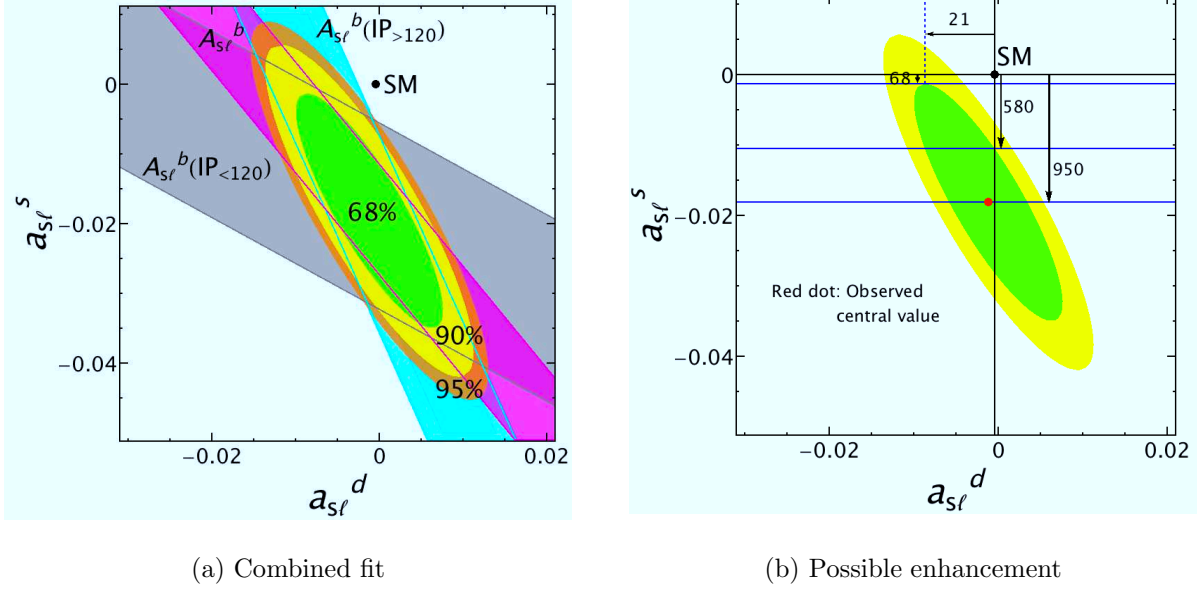 A_sℓ^b
A_sℓ^b(IP_>120)
0
SM
A_sℓ^b(IP_<120)
68%
−0.02
90%
−0.04
95%
a_sℓ^s
−0.02
0
0.02
a_sℓ^d
(a) Combined fit
21
SM
0
68
580
950
−0.02
Red dot: Observed
central value
−0.04
a_sℓ^s
−0.02
0
0.02
a_sℓ^d
(b) Possible enhancement